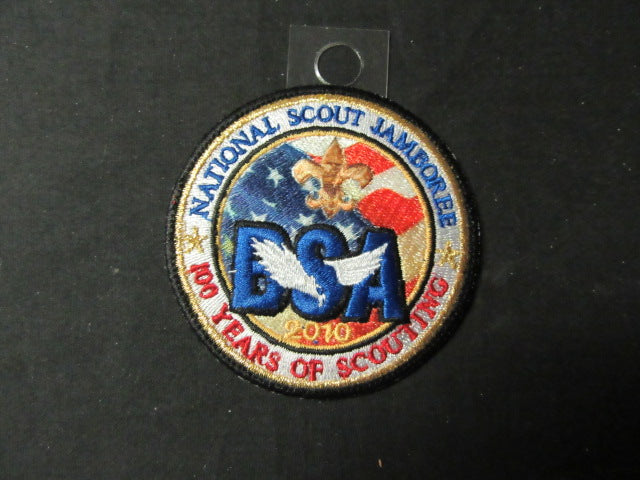 NATIONAL SCOUT JAMBOREE
BSA
2010
100 YEARS OF SCOUTING